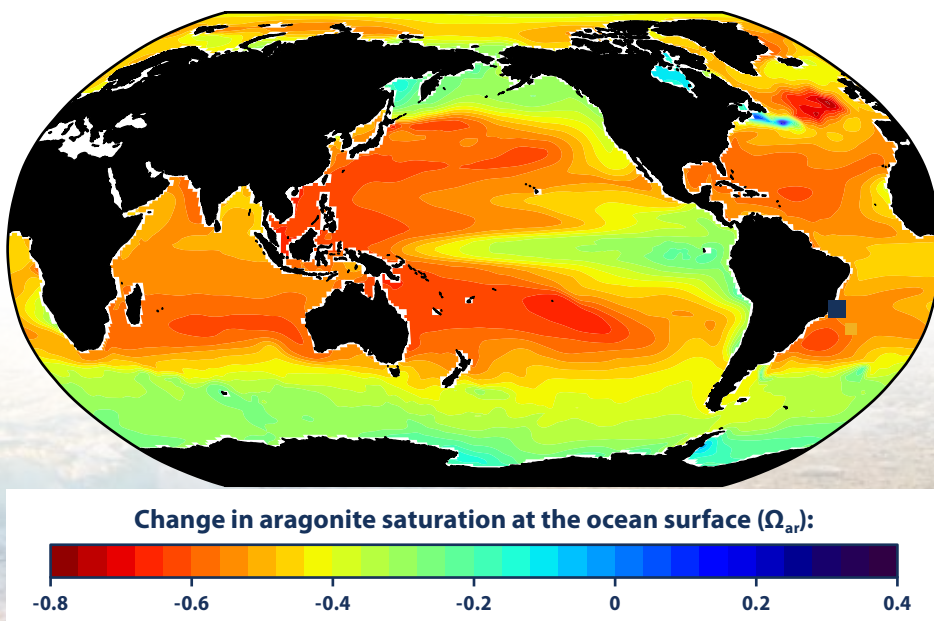 Change in aragonite saturation at the ocean surface (Ωar):
-0.8 -0.6 -0.4 -0.2 0 0.2 0.4